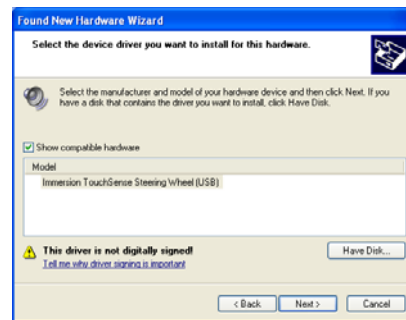 Found New Hardware Wizard
Select the device driver you want to install for this hardware.
Select the manufacturer and model of your hardware device and then click Next. If you
have a disk that contains the driver you want to install, click Have Disk.
Show compatible hardware
Model
Immersion TouchSense Steering Wheel (USB)
This driver is not digitally signed!
Have Disk...
Tell me why driver signing is important
< Back
Next >
Cancel